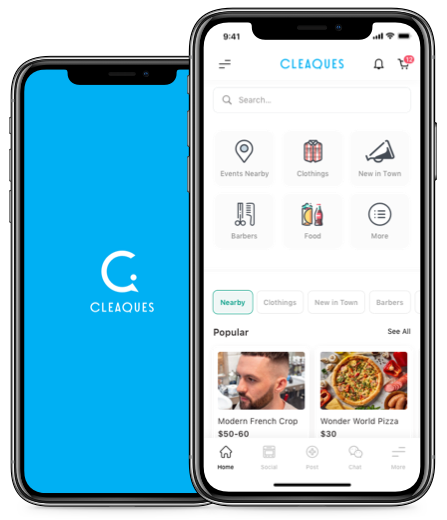 CLEAQUES
9:41
CLEAQUES
12
Search...
Events Nearby
Clothings
New in Town
Barbers
Food
More
Nearby
Clothings
New in Town
Barbers
Popular
See All
Modern French Crop
$50-60
Wonder World Pizza
$30
Home
Social
Post
Chat
More